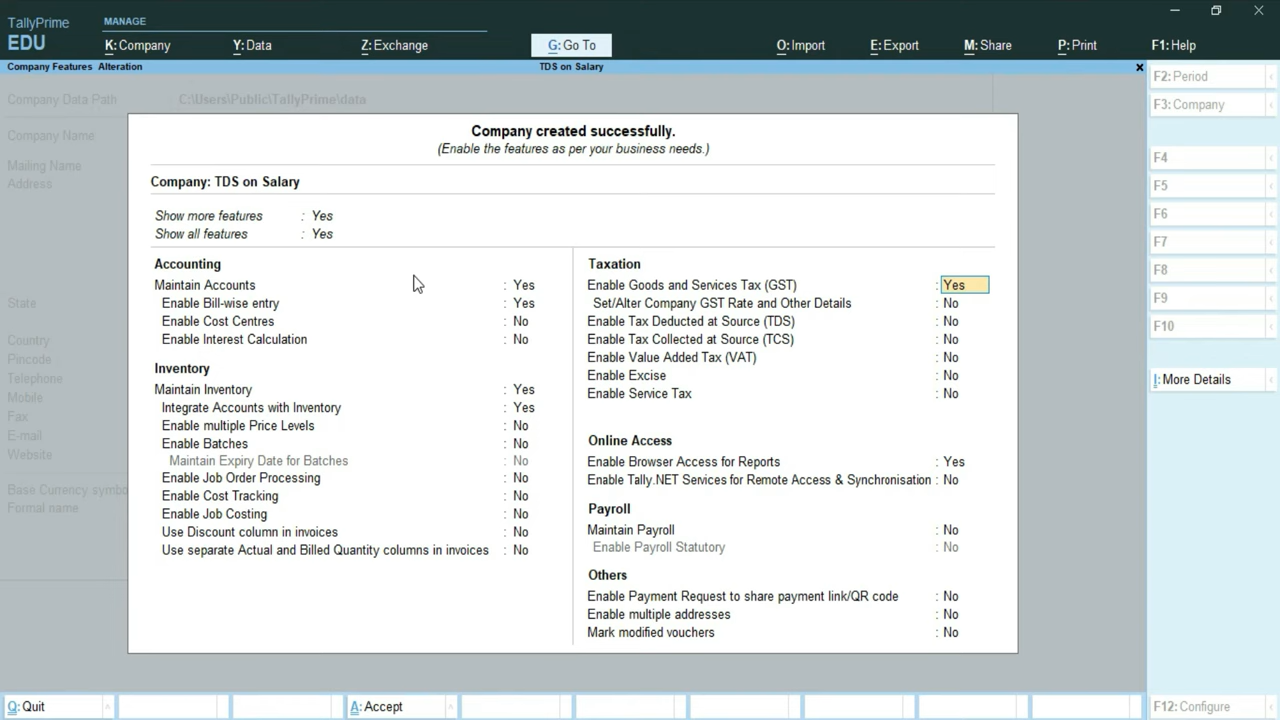 TallyPrime
EDU
MANAGE
K:Company
Y:Data
Z:Exchange
G: Go To
O:Import
E:Export
M:Share
P:Print
F1:Help
Company Features Alteration
TDS on Salary
x
Company Data Path : C:\Users\Public\TallyPrime\data
Company Name
Mailing Name
Address
State
Country
Pincode
Telephone
Mobile
Fax
E-mail
Website
Base Currency symbo
Formal name
Company created successfully.
(Enable the features as per your business needs.)
Company: TDS on Salary
Show more features : Yes
Show all features : Yes
Accounting
Maintain Accounts : Yes
Enable Bill-wise entry : Yes
Enable Cost Centres : No
Enable Interest Calculation : No
Inventory
Maintain Inventory : Yes
Integrate Accounts with Inventory : Yes
Enable multiple Price Levels : No
Enable Batches : No
Maintain Expiry Date for Batches : No
Enable Job Order Processing : No
Enable Cost Tracking : No
Enable Job Costing : No
Use Discount column in invoices : No
Use separate Actual and Billed Quantity columns in invoices : No
Taxation
Enable Goods and Services Tax (GST) : Yes
Set/Alter Company GST Rate and Other Details : No
Enable Tax Deducted at Source (TDS) : No
Enable Tax Collected at Source (TCS) : No
Enable Value Added Tax (VAT) : No
Enable Excise : No
Enable Service Tax : No
Online Access
Enable Browser Access for Reports : Yes
Enable Tally.NET Services for Remote Access & Synchronisation : No
Payroll
Maintain Payroll : No
Enable Payroll Statutory : No
Others
Enable Payment Request to share payment link/QR code : No
Enable multiple addresses : No
Mark modified vouchers : No
F2: Period
F3: Company
F4
F5
F6
F7
F8
F9
F10
I:More Details
F12: Configure
Q: Quit
A: Accept